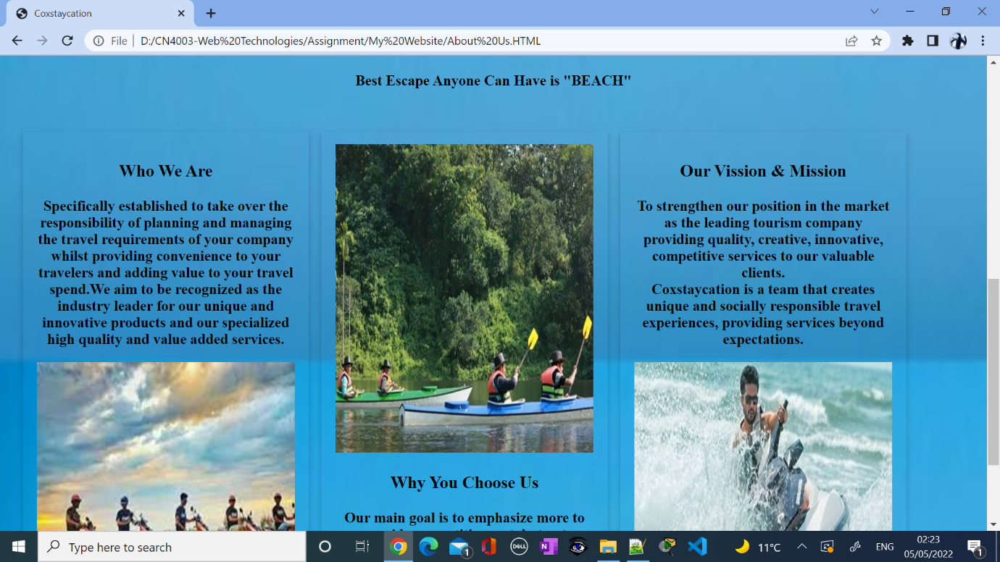 Coxstaycation
File
D:/CN4003-Web%20Technologies/Assignment/My%20Website/About%20Us.HTML
Best Escape Anyone Can Have is "BEACH"
Who We Are
Specifically established to take over the
responsibility of planning and managing
the travel requirements of your company
whilst providing convenience to your
travelers and adding value to your travel
spend.We aim to be recognized as the
industry leader for our unique and
innovative products and our specialized
high quality and value added services.
Why You Choose Us
Our main goal is to emphasize more to
Our Vission & Mission
To strengthen our position in the market
as the leading tourism company
providing quality, creative, innovative,
competitive services to our valuable
clients.
Coxstaycation is a team that creates
unique and socially responsible travel
experiences, providing services beyond
expectations.
Type here to search
1
DELL
N
11°C
ENG
02:23
05/05/2022
1